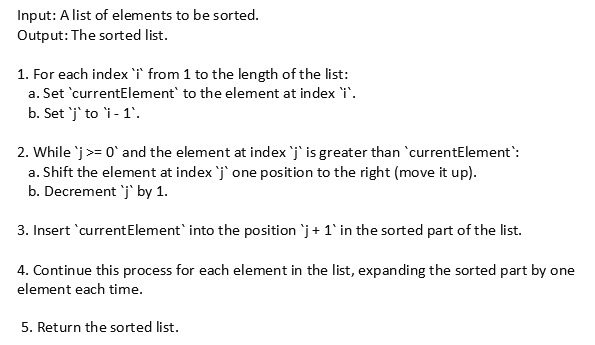 Input: A list of elements to be sorted.
Output: The sorted list.
1. For each index `i` from 1 to the length of the list:
a. Set `currentElement` to the element at index `i`.
b. Set `j` to `i - 1`.
2. While `j >= 0` and the element at index `j` is greater than `currentElement`:
a. Shift the element at index `j` one position to the right (move it up).
b. Decrement `j` by 1.
3. Insert `currentElement` into the position `j + 1` in the sorted part of the list.
4. Continue this process for each element in the list, expanding the sorted part by one
element each time.
5. Return the sorted list.